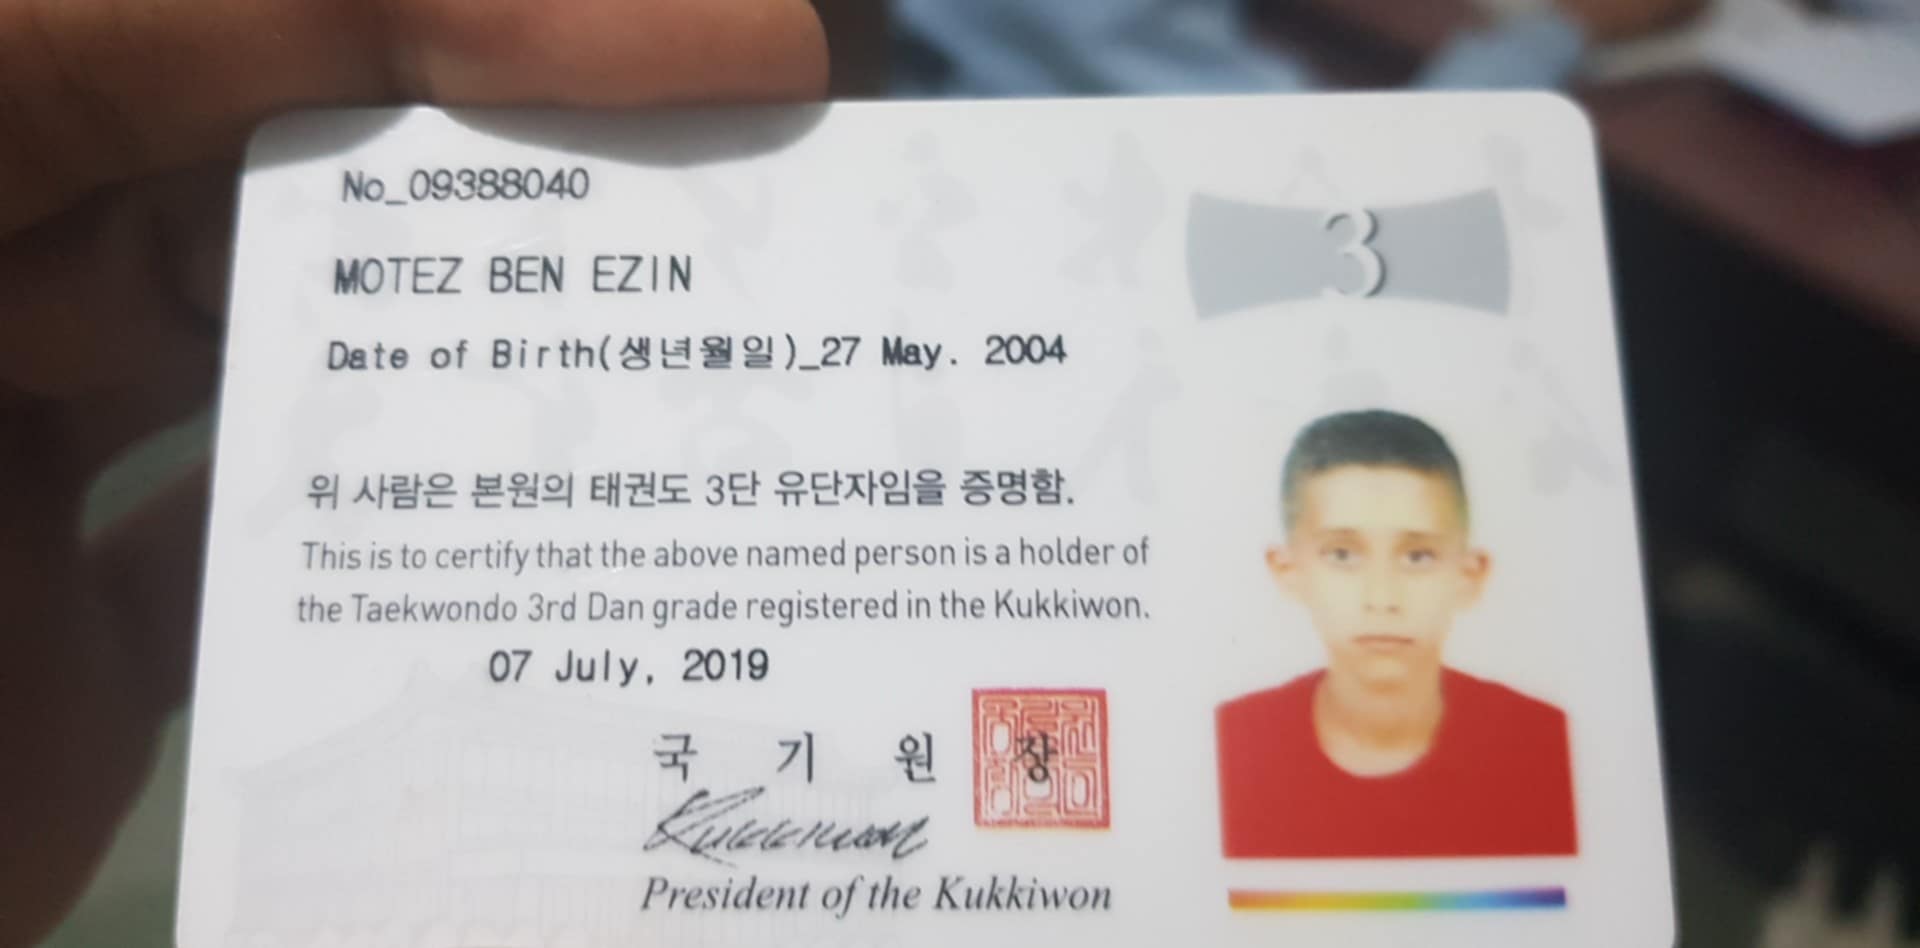 No_09388040
3
MOTEZ BEN EZIN
Date of Birth(생년월일)_27 May. 2004
위 사람은 본원의 태권도 3단 유단자임을 증명함.
This is to certify that the above named person is a holder of
the Taekwondo 3rd Dan grade registered in the Kukkiwon.
07 July, 2019
국 기 원 장
Kukkiwon
President of the Kukkiwon